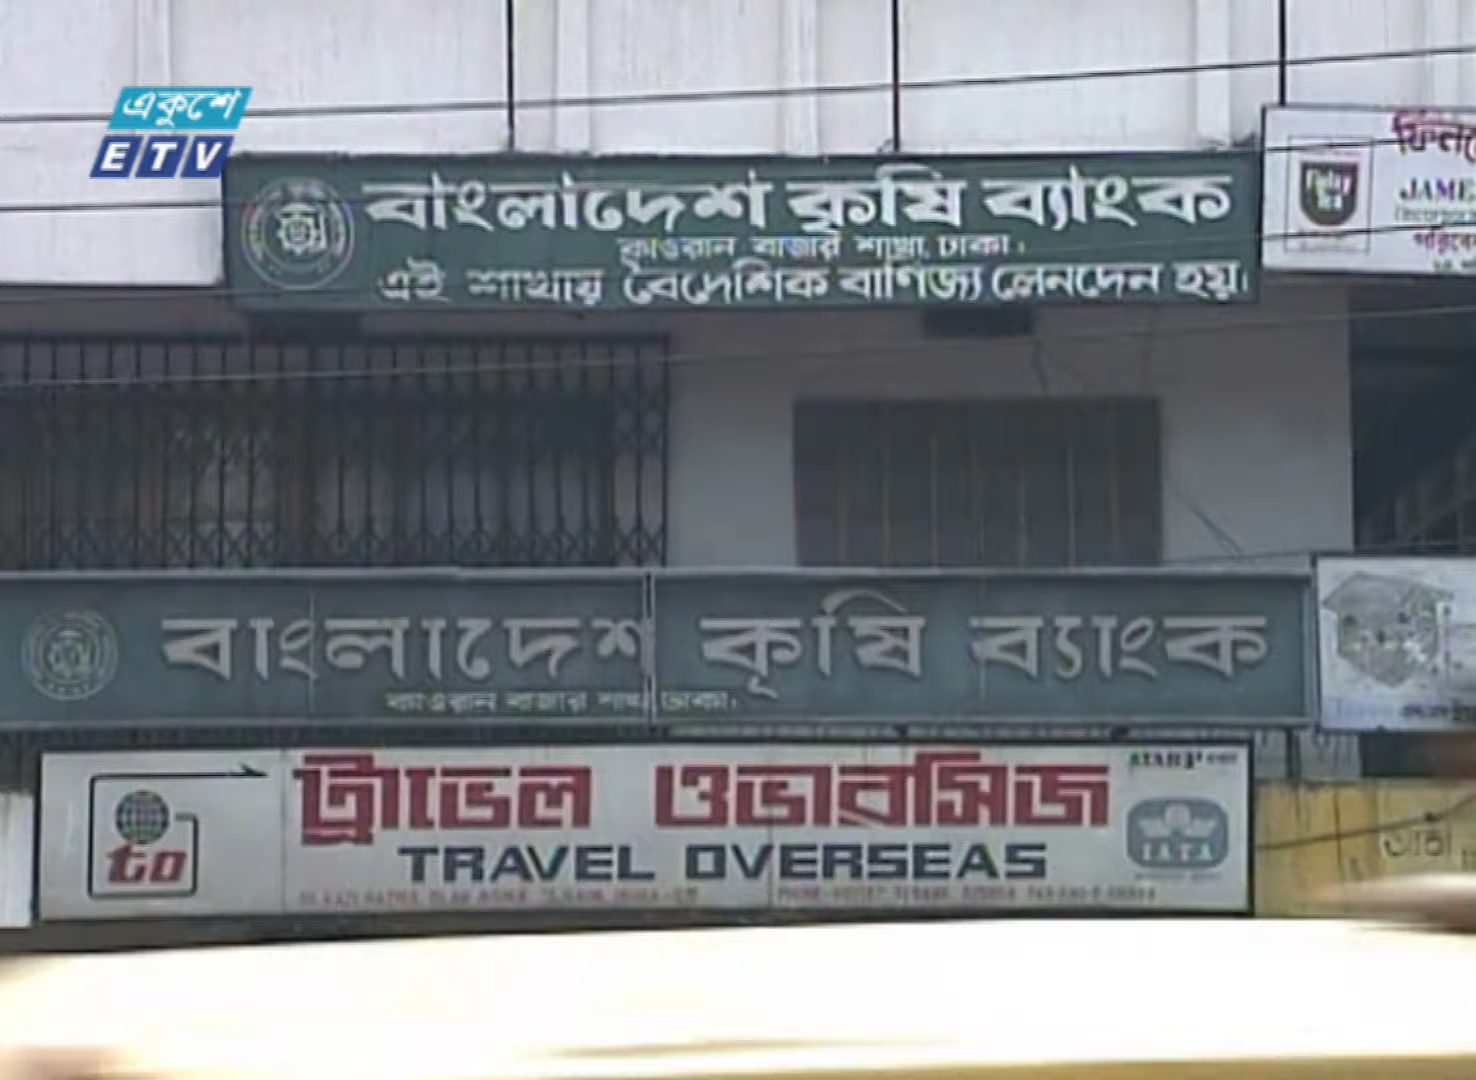 একুশে
ETV
বাংলাদেশ কৃষি ব্যাংক
কাওরান বাজার শাখা, ঢাকা।
এই শাখায় বৈদেশিক বাণিজ্য লেনদেন হয়।
JAME
বাংলাদেশ কৃষি ব্যাংক
কাওরান বাজার শাখা ঢাকা।
to
ট্রাভেল ওভারসিজ
TRAVEL OVERSEAS
IATA